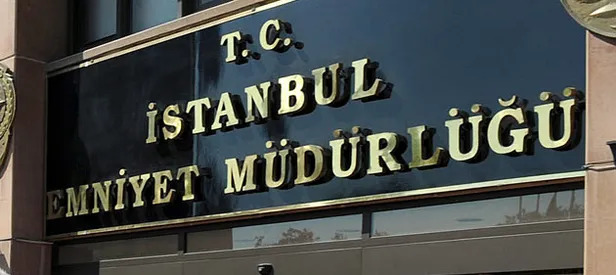 T. C.
İSTANBUL
EMNİYET MÜDÜRLÜĞÜ